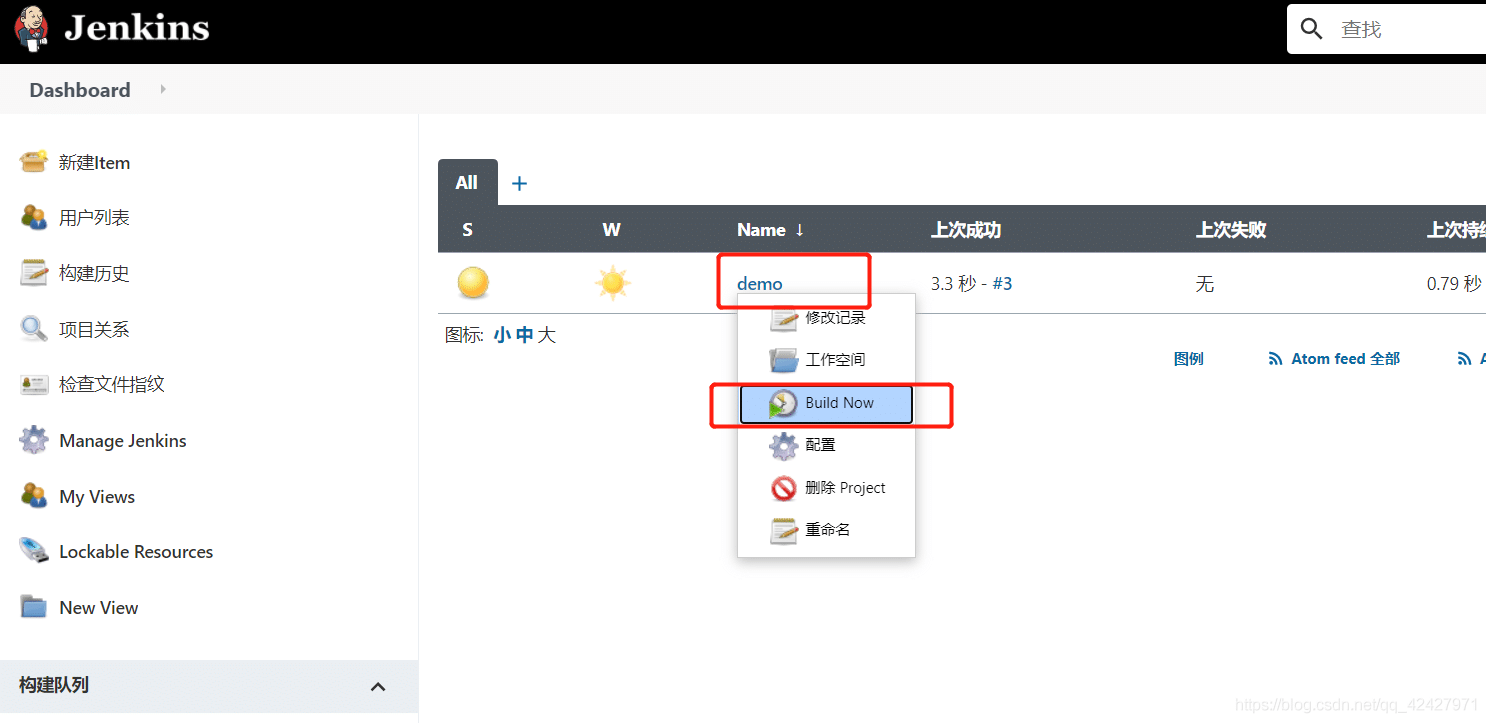 Jenkins
查找
Dashboard
新建Item
用户列表
构建历史
项目关系
检查文件指纹
Manage Jenkins
My Views
Lockable Resources
New View
构建队列
All +
S W Name ↓ 上次成功 上次失败 上次持续
demo 3.3 秒 - #3 无 0.79 秒
图标: 小 中 大
图例 Atom feed 全部 A
修改记录
工作空间
Build Now
配置
删除 Project
重命名
https://blog.csdn.net/qq_42427971